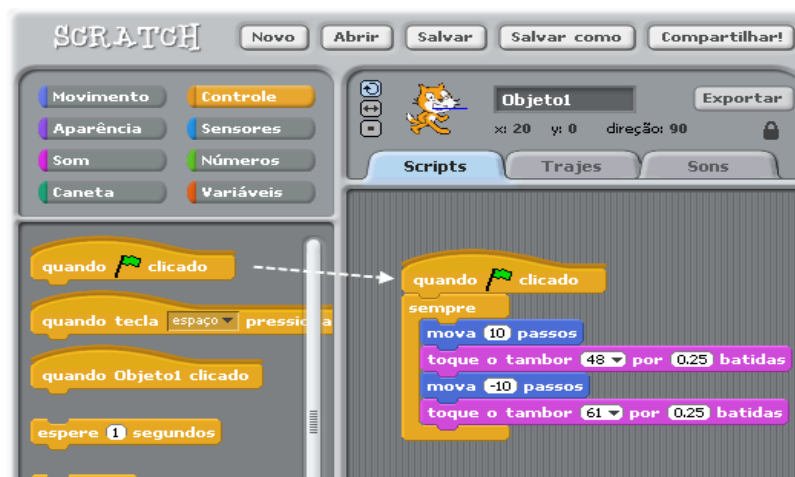 SCRATCH Novo Abrir Salvar Salvar como Compartilhar!
Movimento Controle
Aparência Sensores
Som Números
Caneta Variáveis
Objeto1 Exportar
x: 20 y: 0 direção: 90
Scripts Trajes Sons
quando clicado
quando tecla espaço
quando Objeto1 clicado
espere 1 segundos
quando clicado
sempre
mova 10 passos
toque o tambor 48 por 0.25 batidas
mova -10 passos
toque o tambor 61 por 0.25 batidas